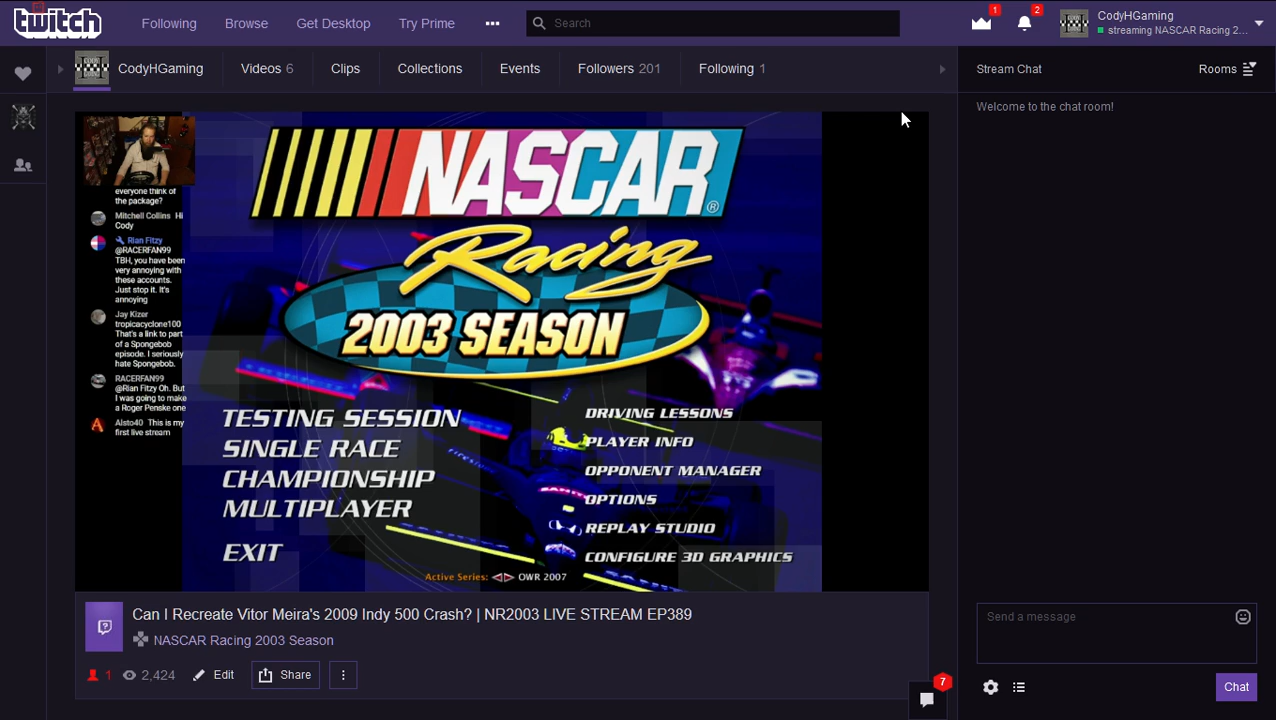 twitch
Following
Browse
Get Desktop
Try Prime
Search
1
2
CodyHGaming
streaming NASCAR Racing 2...
CodyHGaming
Videos 6
Clips
Collections
Events
Followers 201
Following 1
Stream Chat
Rooms
Welcome to the chat room!
everyone think of
the package?
Mitchell Collins Hi
Cody
Rian Fitzy
@RACERFAN99
TBH, you have been
very annoying with
these accounts.
Just stop it. It's
annoying
Jay Kizer
tropicacyclone100
That's a link to part
of a Spongebob
episode. I seriously
hate Spongebob.
RACERFAN99
@Rian Fitzy Oh. But
I was going to make
a Roger Penske one
Alsto40 This is my
first live stream
NASCAR®
Racing
2003 SEASON
TESTING SESSION
SINGLE RACE
CHAMPIONSHIP
MULTIPLAYER
EXIT
DRIVING LESSONS
PLAYER INFO
OPPONENT MANAGER
OPTIONS
REPLAY STUDIO
CONFIGURE 3D GRAPHICS
Active Series: OWR 2007
Can I Recreate Vitor Meira's 2009 Indy 500 Crash? | NR2003 LIVE STREAM EP389
NASCAR Racing 2003 Season
1
2,424
Edit
Share
7
Send a message
Chat